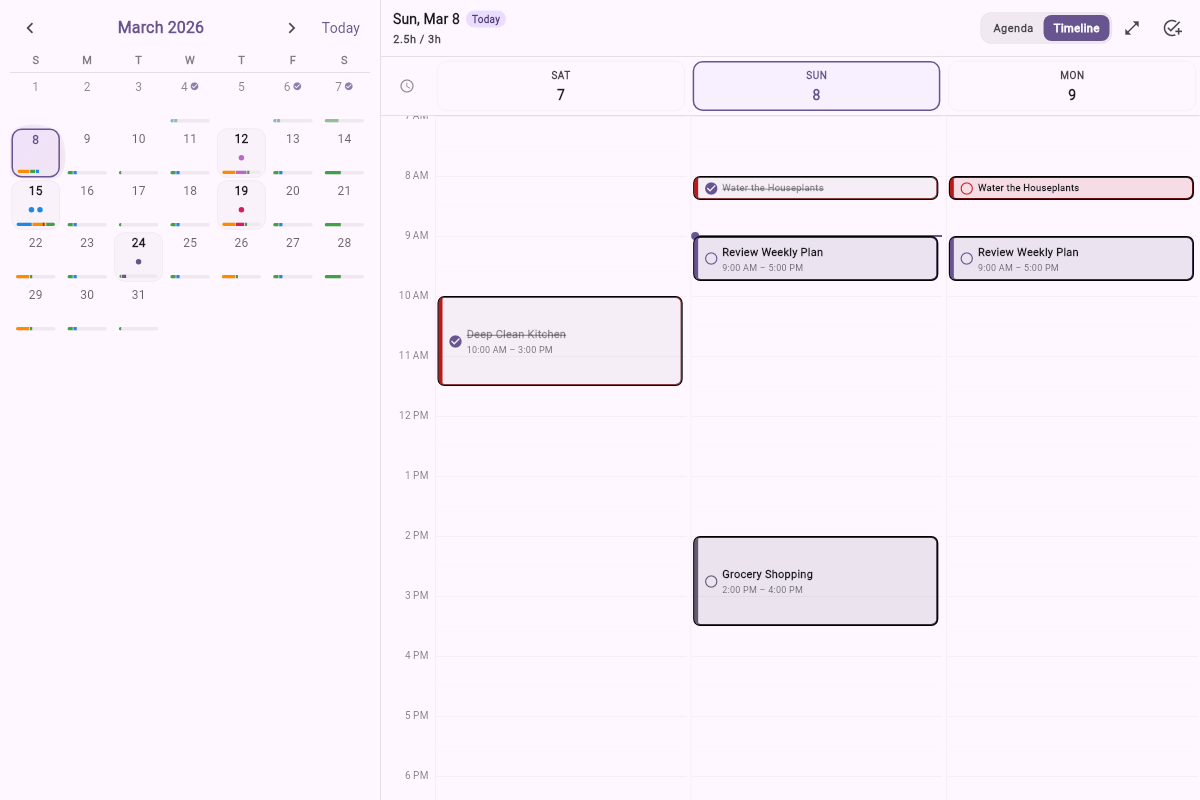 March 2026
Today
S M T W T F S
1 2 3 4 5 6 7
8 9 10 11 12 13 14
15 16 17 18 19 20 21
22 23 24 25 26 27 28
29 30 31
Sun, Mar 8 Today
2.5h / 3h
Agenda Timeline
SAT
7
SUN
8
MON
9
7 AM
8 AM
Water the Houseplants
Water the Houseplants
9 AM
Review Weekly Plan
9:00 AM – 5:00 PM
Review Weekly Plan
9:00 AM – 5:00 PM
10 AM
Deep Clean Kitchen
10:00 AM – 3:00 PM
11 AM
12 PM
1 PM
2 PM
Grocery Shopping
2:00 PM – 4:00 PM
3 PM
4 PM
5 PM
6 PM